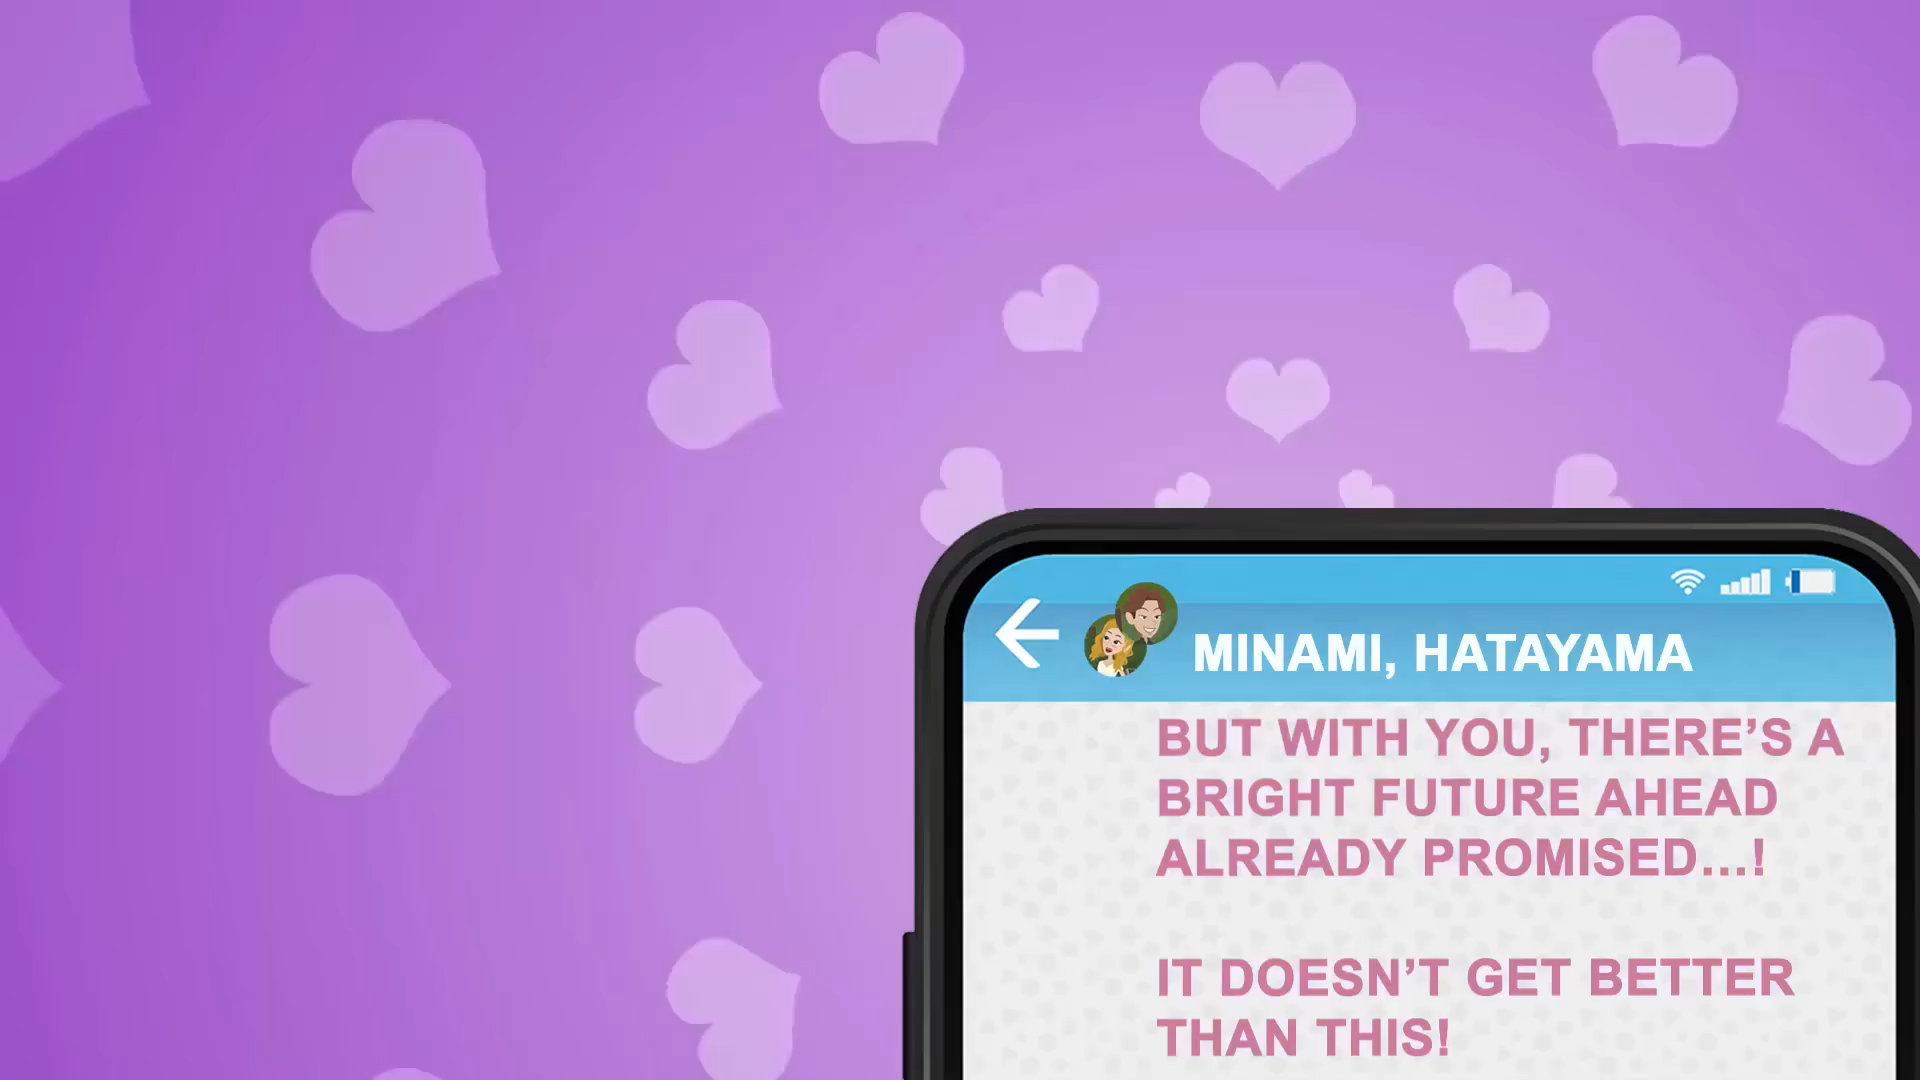 MINAMI, HATAYAMA
BUT WITH YOU, THERE’S A
BRIGHT FUTURE AHEAD
ALREADY PROMISED...!
IT DOESN’T GET BETTER
THAN THIS!